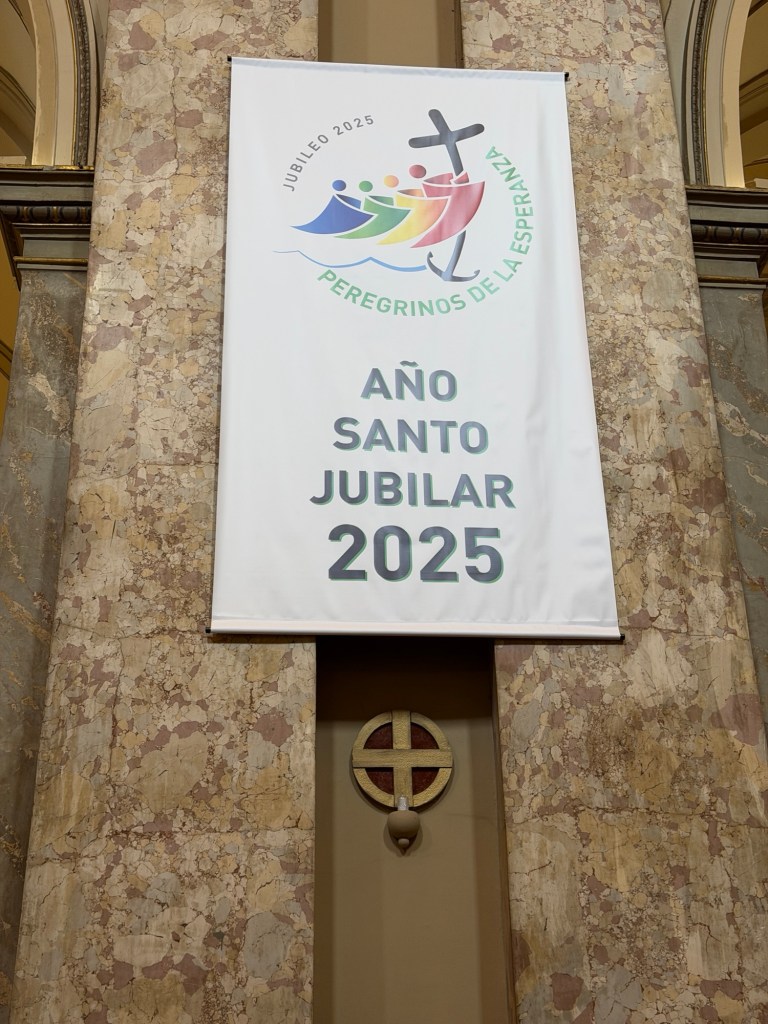 JUBILEO 2025
PEREGRINOS DE LA ESPERANZA
AÑO
SANTO
JUBILAR
2025